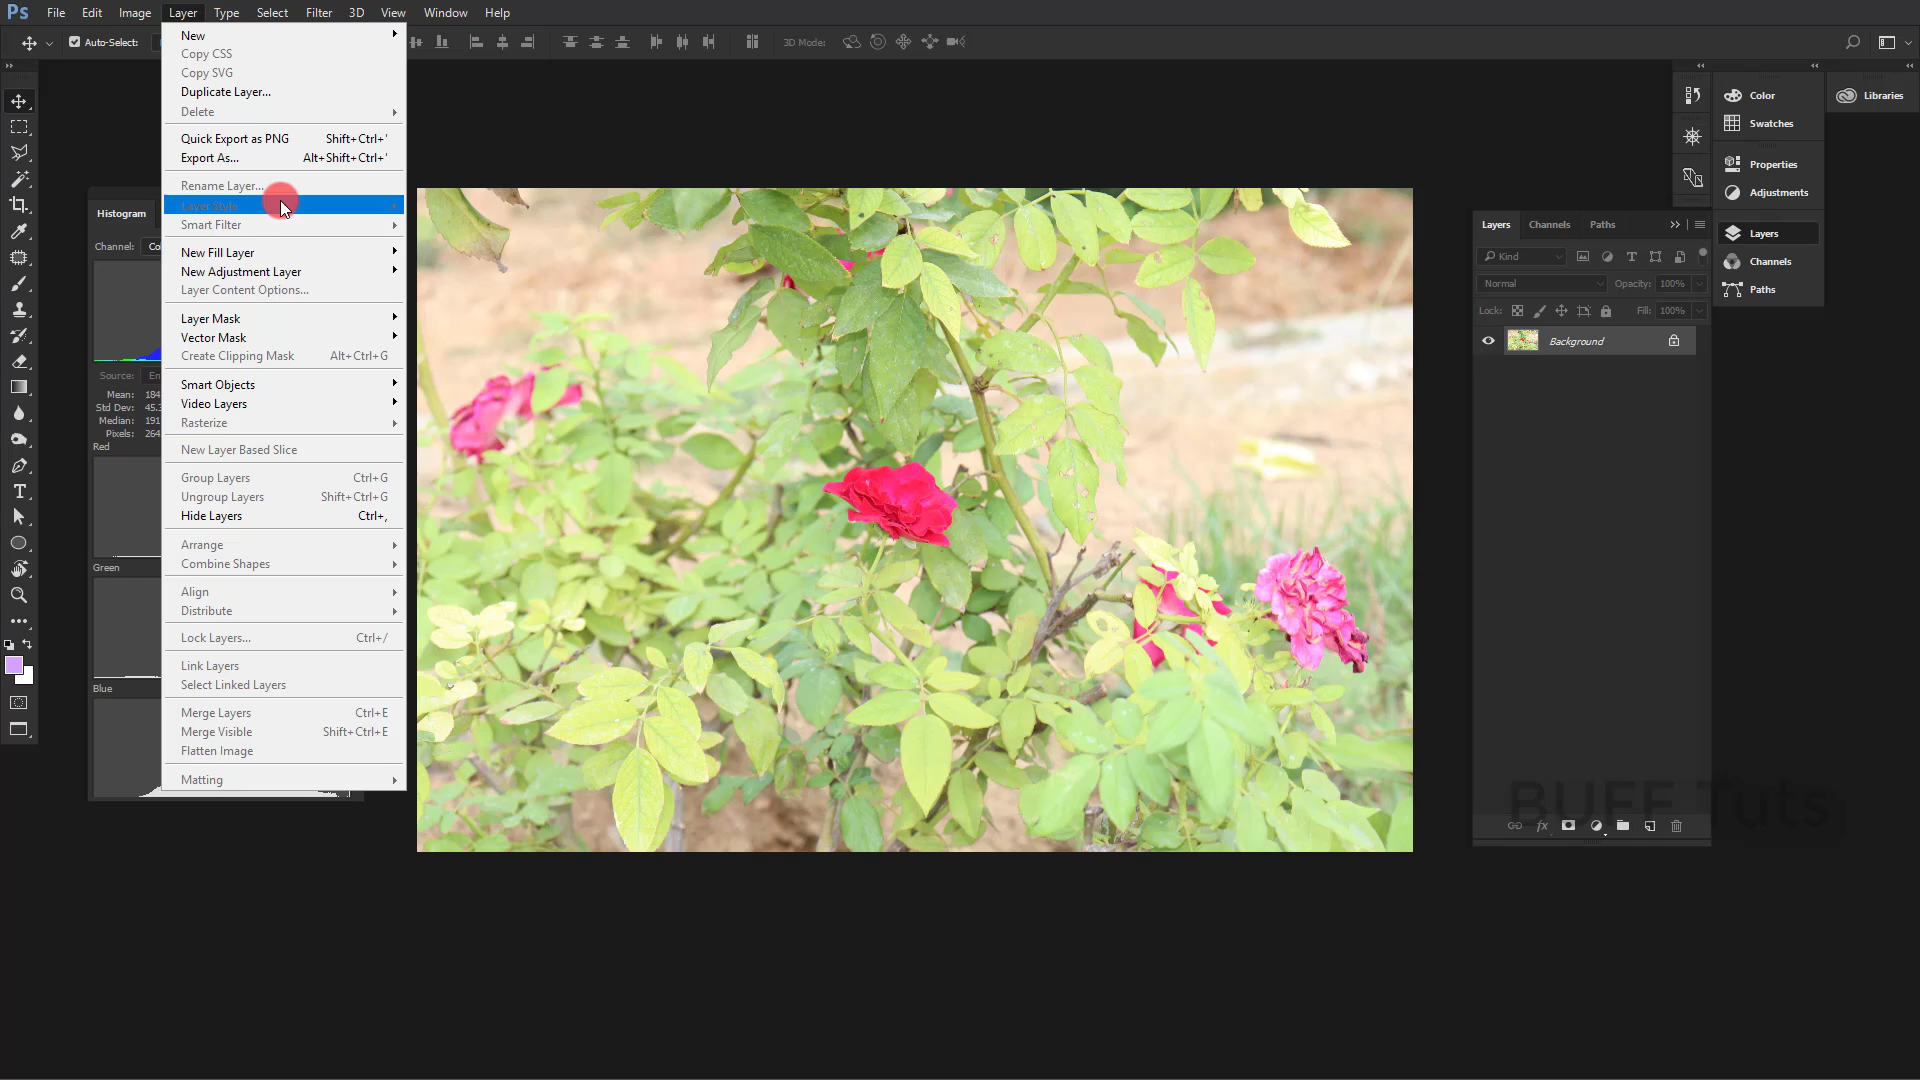 Ps File Edit Image Layer Type Select Filter 3D View Window Help
Auto-Select:
3D Mode:
New
Copy CSS
Copy SVG
Duplicate Layer...
Delete
Quick Export as PNG Shift+Ctrl+'
Export As... Alt+Shift+Ctrl+'
Rename Layer...
Layer Style
Smart Filter
New Fill Layer
New Adjustment Layer
Layer Content Options...
Layer Mask
Vector Mask
Create Clipping Mask Alt+Ctrl+G
Smart Objects
Video Layers
Rasterize
New Layer Based Slice
Group Layers Ctrl+G
Ungroup Layers Shift+Ctrl+G
Hide Layers Ctrl+,
Arrange
Combine Shapes
Align
Distribute
Lock Layers... Ctrl+/
Link Layers
Select Linked Layers
Merge Layers Ctrl+E
Merge Visible Shift+Ctrl+E
Flatten Image
Matting
Histogram
Channel: Col
Source: En
Mean: 184
Std Dev: 45.3
Median: 191
Pixels: 264
Red
Green
Blue
Layers Channels Paths
Kind
Normal Opacity: 100%
Lock: Fill: 100%
Background
BUFF Tuts
Color
Swatches
Properties
Adjustments
Layers
Channels
Paths
Libraries